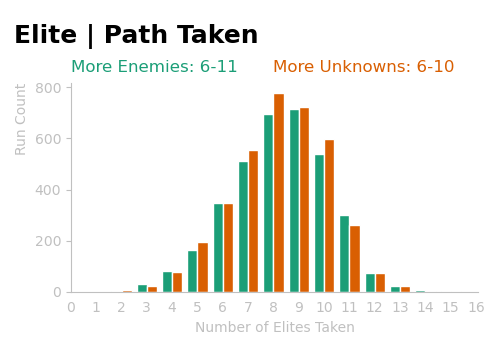 Elite | Path Taken
More Enemies: 6-11 More Unknowns: 6-10
Run Count
800
600
400
200
0
0 1 2 3 4 5 6 7 8 9 10 11 12 13 14 15 16
Number of Elites Taken